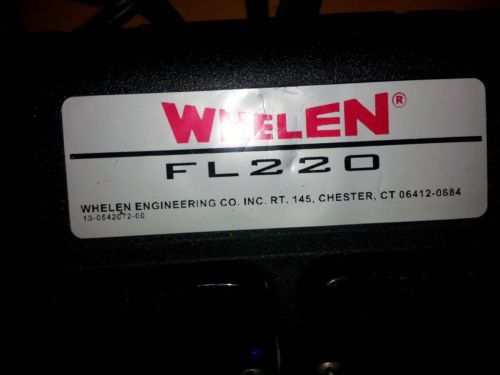 WHELEN®
FL220
WHELEN ENGINEERING CO. INC. RT. 145, CHESTER, CT 06412-0684
10-0542072-00